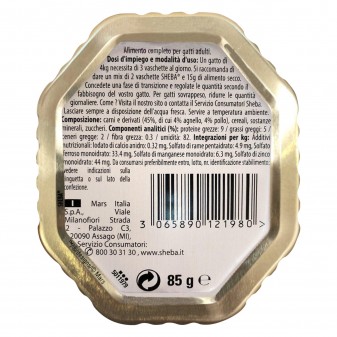 Alimento completo per gatti adulti.
Dosi d'impiego e modalità d'uso: Un gatto di
4kg necessita di 3 vaschette al giorno. Si raccomanda di
dare un mix di 2 vaschette SHEBA® e 15g di alimento secco.
Concedete una fase di transizione e regolate le quantità secondo il
fabbisogno del vostro gatto. Per gatti sovrappeso, ridurre le quantità
giornaliere. Come ? Visita il nostro sito o contatta il Servizio Consumatori Sheba.
Lasciare sempre a disposizione dell'acqua fresca. Servire a temperatura ambiente.
Composizione: carni e derivati (45%, di cui 4% agnello, 4% pollo), cereali, sostanze
minerali, zuccheri. Componenti analitici (%): proteine grezze: 9 / grassi greggi: 5 /
ceneri grezze: 2 / fibra grezza: 0.3 / umidità: 82. Integratori per kg: Additivi
nutrizionali: Iodato di calcio anidro: 0.32 mg, Solfato di rame pentaidrato: 4.9 mg, Solfato
ferroso monoidrato: 33.4 mg, Solfato di manganese monoidrato: 6.3 mg, Solfato di zinco
monoidrato: 44 mg. Da preferirsi entro, lotto, nr. identificazione stabilimento:
vedere indicazioni sulla
linguetta o sul lato della
confezione.
I Mars Italia
S.p.A., Viale
Milanofiori Strada
2 - Palazzo C3,
20090 Assago (MI),
Servizio Consumatori:
800 30 31 30 , www.sheba.it
3 065890 121980 >
85 g ℮